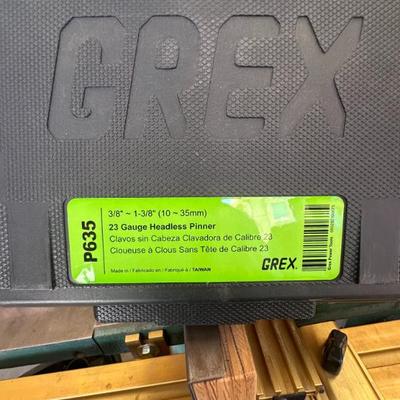 GREX
P635
3/8" ~ 1-3/8" (10 ~ 35mm)
23 Gauge Headless Pinner
Clavos sin Cabeza Clavadora de Calibre 23
Cloueuse à Clous Sans Tête de Calibre 23
Made in / Fabricado en / Fabriqué à / TAIWAN
GREX.